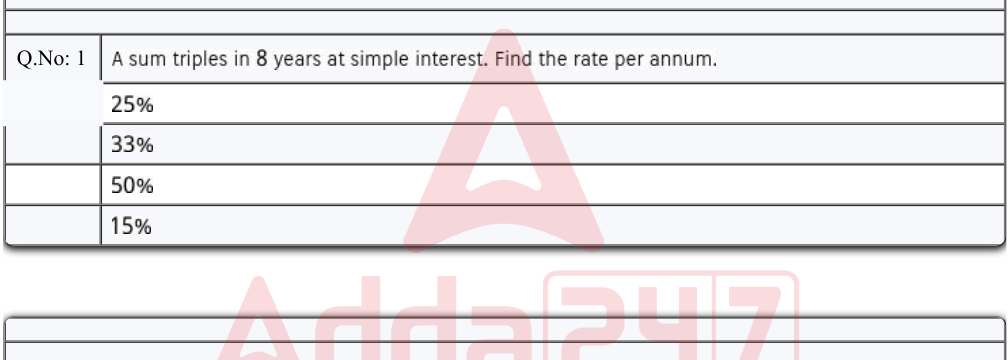 Q.No: 1 A sum triples in 8 years at simple interest. Find the rate per annum.
25%
33%
50%
15%
Adda247